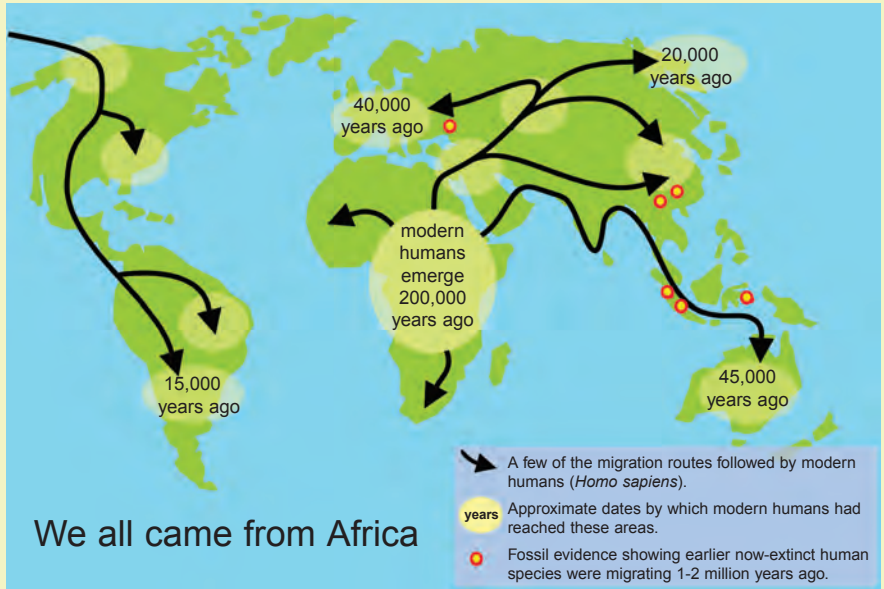 20,000
years ago
40,000
years ago
modern
humans
emerge
200,000
years ago
15,000
years ago
45,000
years ago
We all came from Africa
A few of the migration routes followed by modern
humans (Homo sapiens).
years
Approximate dates by which modern humans had
reached these areas.
Fossil evidence showing earlier now-extinct human
species were migrating 1-2 million years ago.